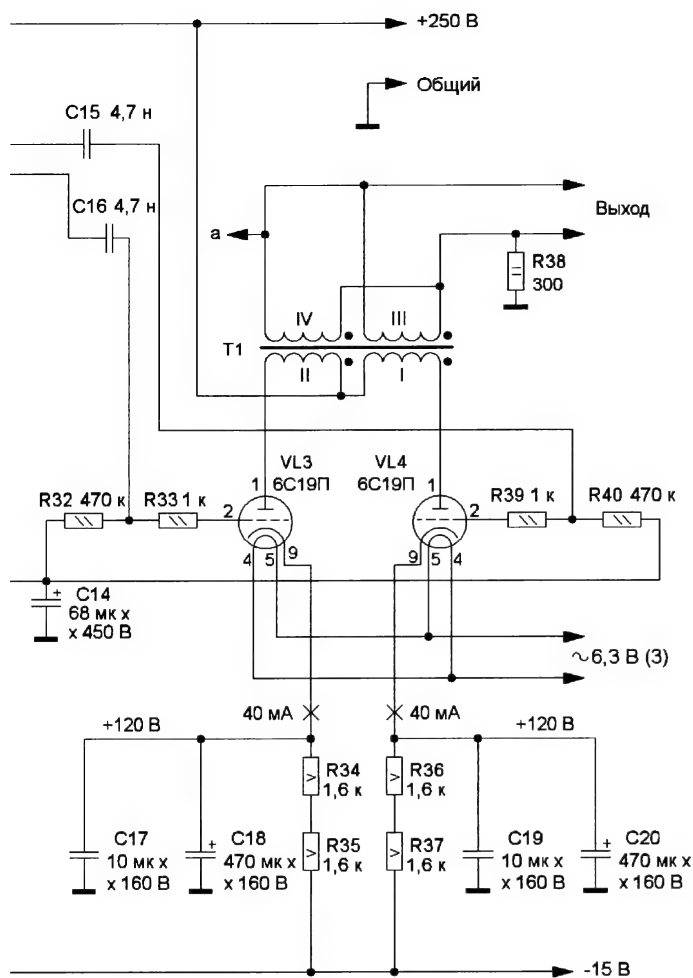 +250 В
Общий
C15 4,7 н
C16 4,7 н
Выход
a
R38
300
IV
III
T1
II
I
VL3
6С19П
VL4
6С19П
1
1
R32 470 к
R33 1 к
2
2
R39 1 к
R40 470 к
4
5
9
9
5
4
+
C14
68 мк х
х 450 В
~6,3 В (3)
40 мА
40 мА
+120 В
+120 В
R34
1,6 к
R36
1,6 к
C17
10 мк х
х 160 В
+
C18
470 мк х
х 160 В
R35
1,6 к
R37
1,6 к
C19
10 мк х
х 160 В
+
C20
470 мк х
х 160 В
-15 В